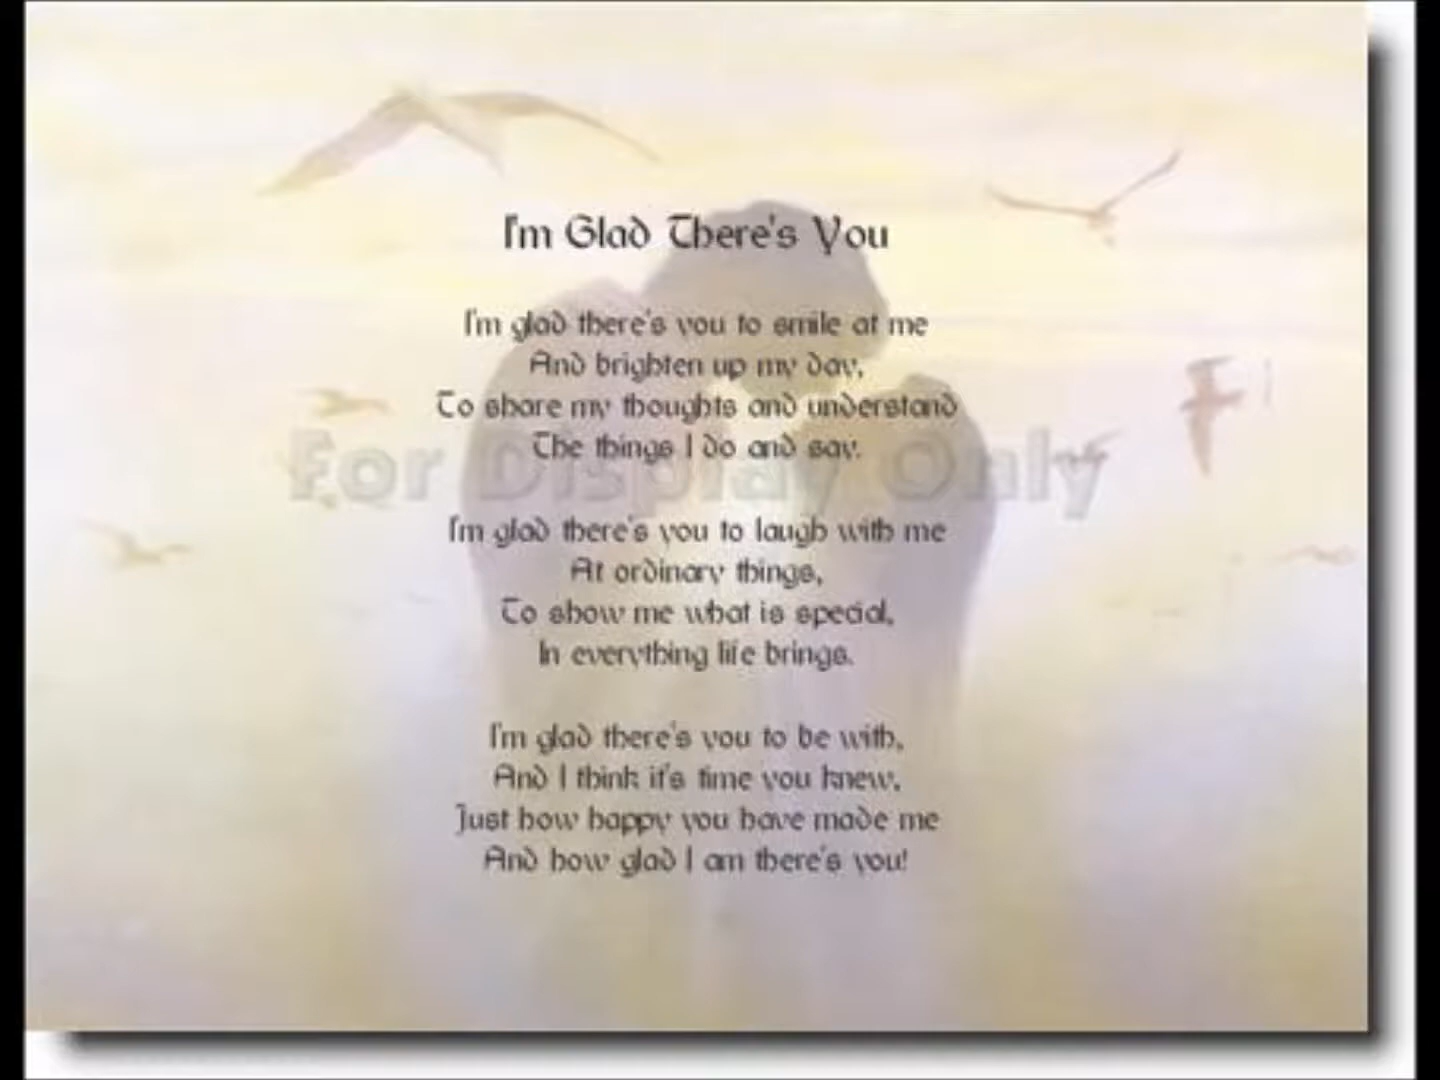 I'm Glad There's You
I'm glad there's you to smile at me
And brighten up my day,
To share my thoughts and understand
The things I do and say.
For Display Only
I'm glad there's you to laugh with me
At ordinary things,
To show me what is special,
In everything life brings.
I'm glad there's you to be with,
And I think it's time you knew,
Just how happy you have made me
And how glad I am there's you!